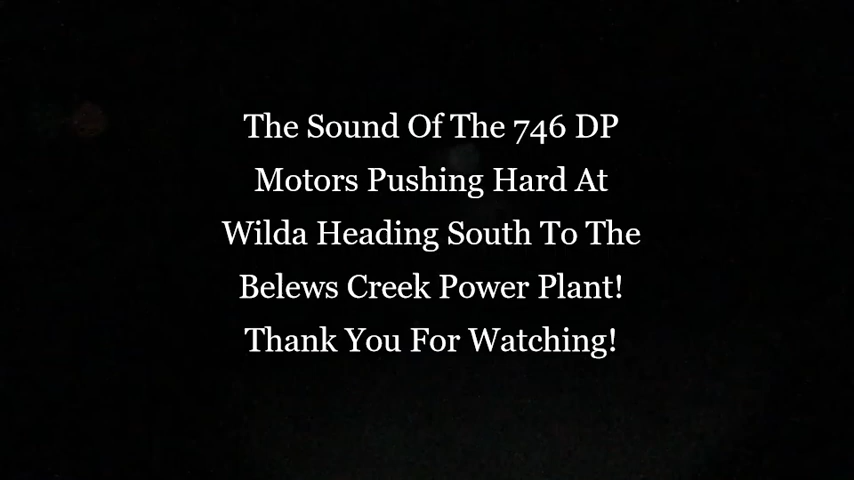 The Sound Of The 746 DP
Motors Pushing Hard At
Wilda Heading South To The
Belews Creek Power Plant!
Thank You For Watching!